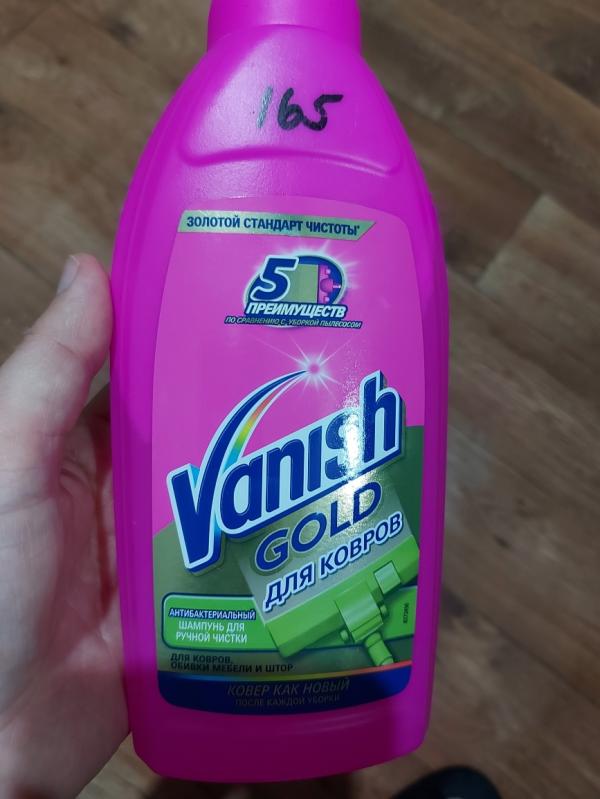 165
ЗОЛОТОЙ СТАНДАРТ ЧИСТОТЫ*
5
ПРЕИМУЩЕСТВ
ПО СРАВНЕНИЮ С УБОРКОЙ ПЫЛЕСОСОМ
Vanish
GOLD
ДЛЯ КОВРОВ
АНТИБАКТЕРИАЛЬНЫЙ
ШАМПУНЬ ДЛЯ
РУЧНОЙ ЧИСТКИ
ДЛЯ КОВРОВ,
ОБИВКИ МЕБЕЛИ И ШТОР
КОВЕР КАК НОВЫЙ
ПОСЛЕ КАЖДОЙ УБОРКИ